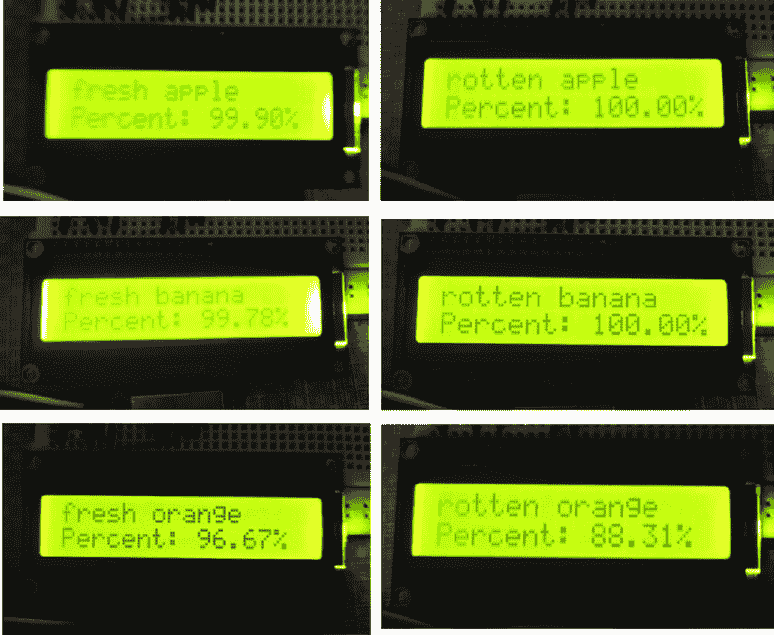 fresh apple
Percent: 99.90%
rotten apple
Percent: 100.00%
fresh banana
Percent: 99.78%
rotten banana
Percent: 100.00%
fresh orange
Percent: 96.67%
rotten orange
Percent: 88.31%